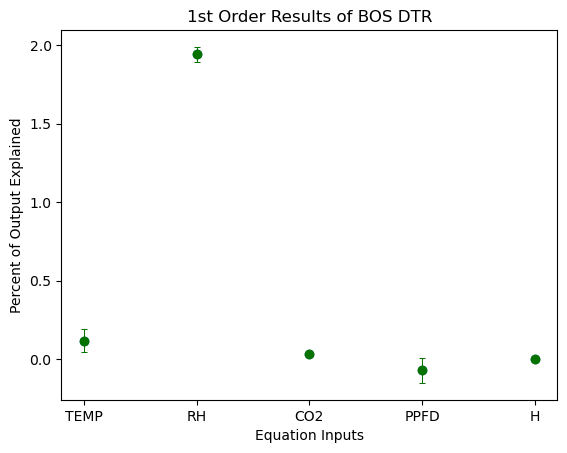 1st Order Results of BOS DTR
Percent of Output Explained
2.0
1.5
1.0
0.5
0.0
TEMP RH CO2 PPFD H
Equation Inputs